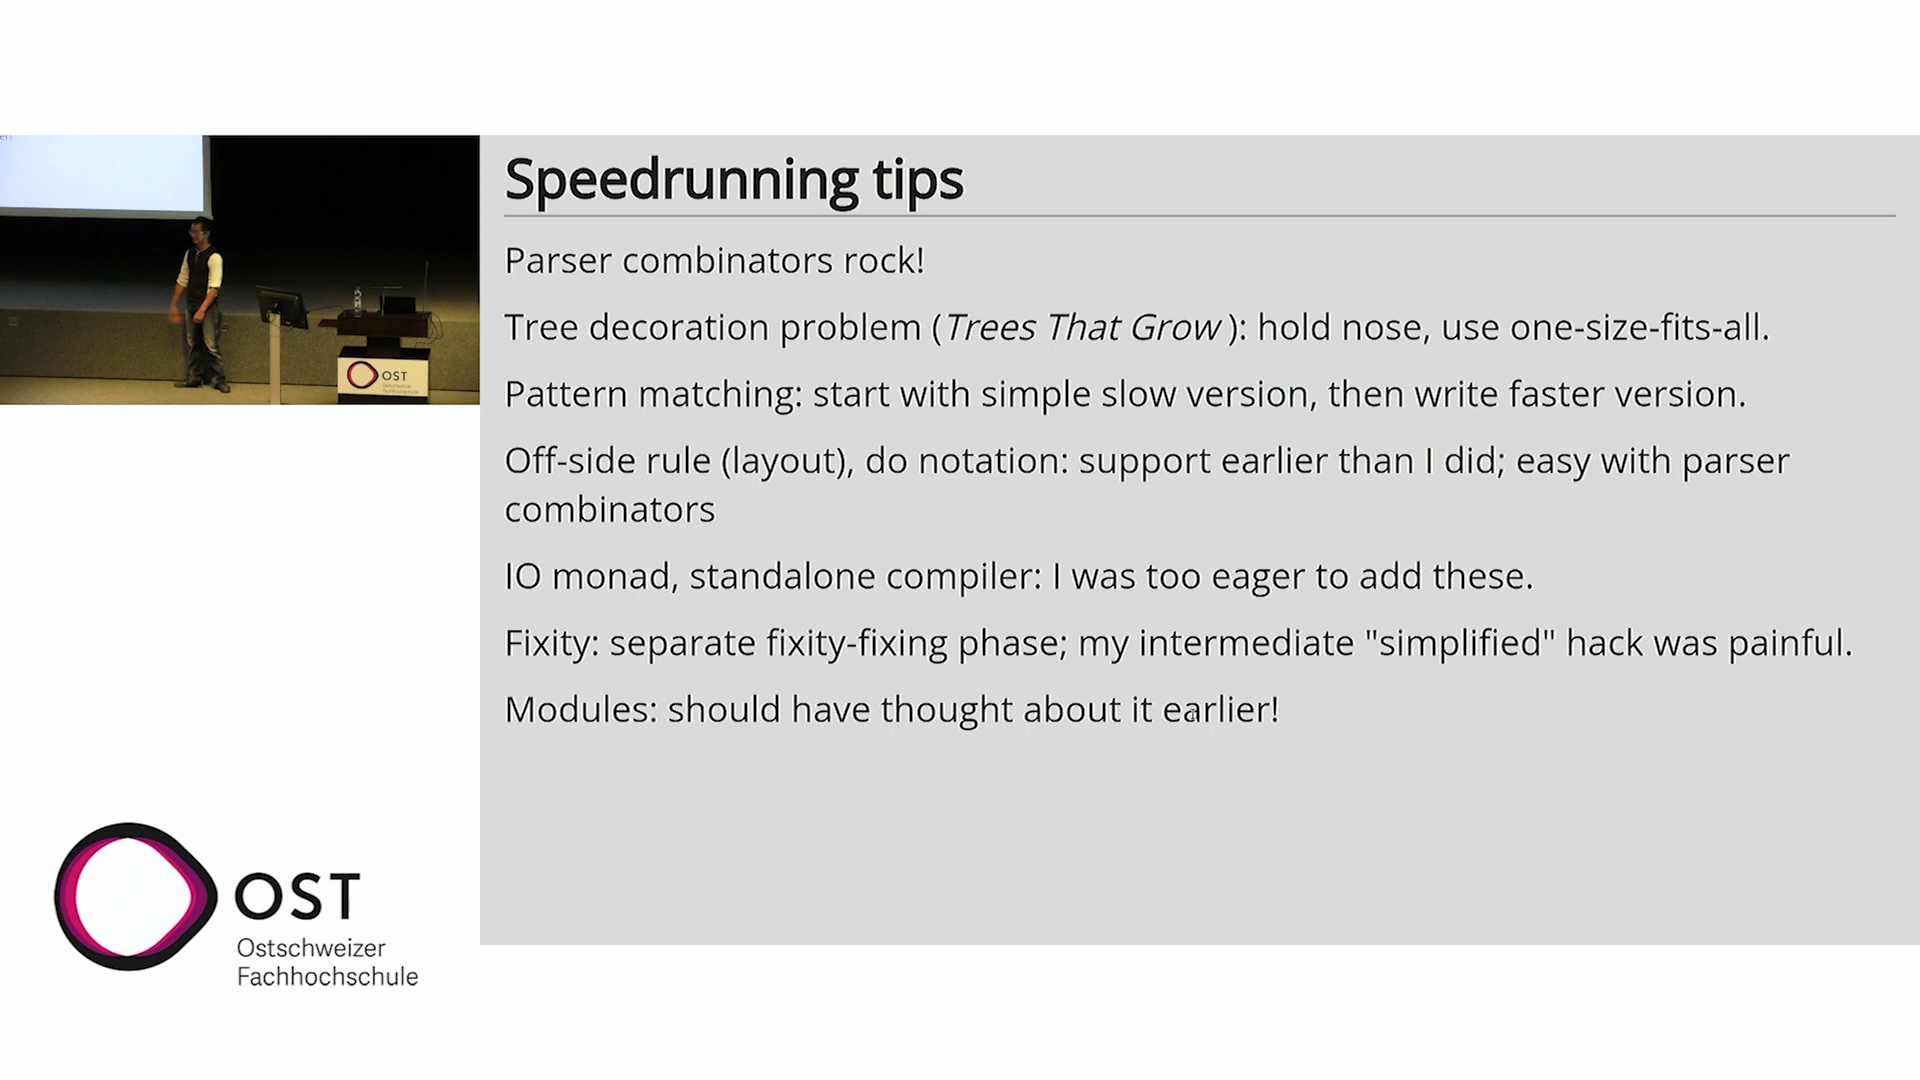 Speedrunning tips
Parser combinators rock!
Tree decoration problem (Trees That Grow): hold nose, use one-size-fits-all.
Pattern matching: start with simple slow version, then write faster version.
Off-side rule (layout), do notation: support earlier than I did; easy with parser
combinators
IO monad, standalone compiler: I was too eager to add these.
Fixity: separate fixity-fixing phase; my intermediate "simplified" hack was painful.
Modules: should have thought about it earlier!
OST
OST
Ostschweizer
Fachhochschule